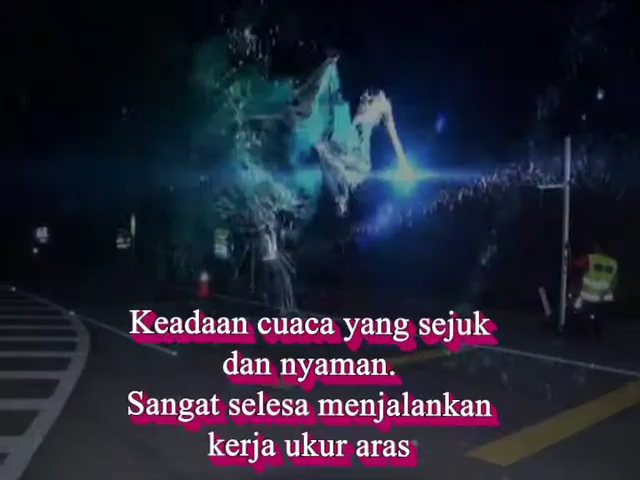 Keadaan cuaca yang sejuk
dan nyaman.
Sangat selesa menjalankan
kerja ukur aras